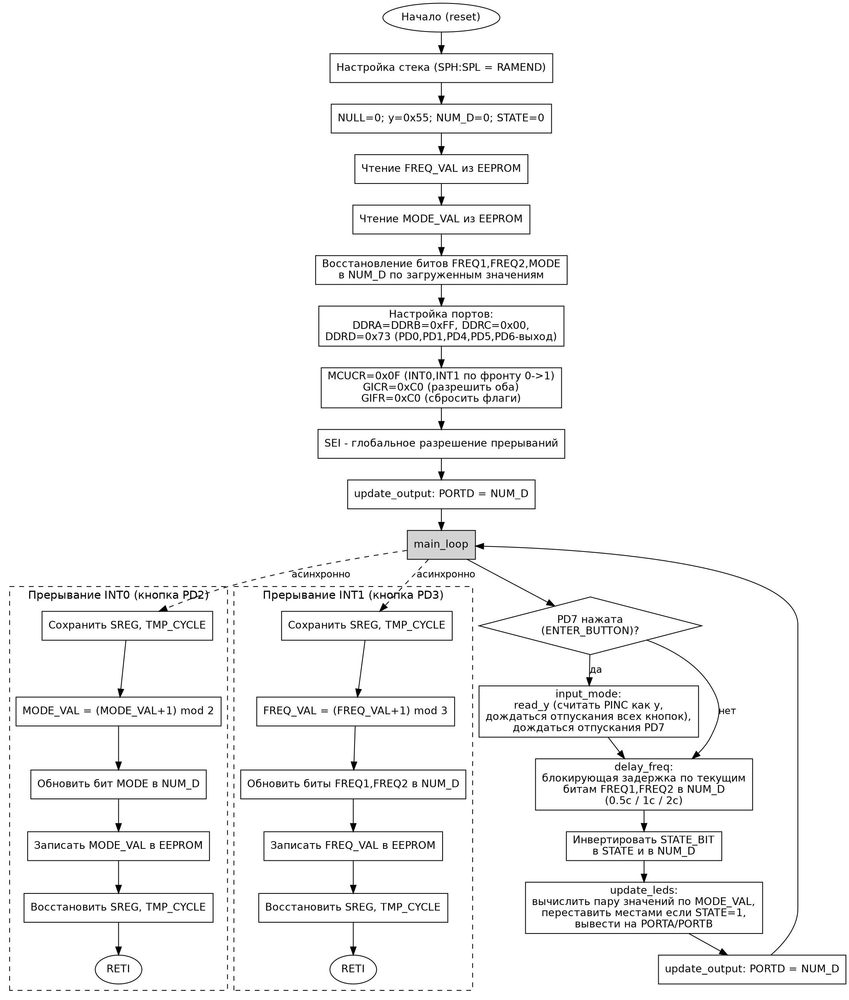 Начало (reset)
Настройка стека (SPH:SPL = RAMEND)
NULL=0; y=0x55; NUM_D=0; STATE=0
Чтение FREQ_VAL из EEPROM
Чтение MODE_VAL из EEPROM
Восстановление битов FREQ1,FREQ2,MODE
в NUM_D по загруженным значениям
Настройка портов:
DDRA=DDRB=0xFF, DDRC=0x00,
DDRD=0x73 (PD0,PD1,PD4,PD5,PD6-выход)
MCUCR=0x0F (INT0,INT1 по фронту 0->1)
GICR=0xC0 (разрешить оба)
GIFR=0xC0 (сбросить флаги)
SEI - глобальное разрешение прерываний
update_output: PORTD = NUM_D
main_loop
асинхронно
асинхронно
Прерывание INT0 (кнопка PD2)
Сохранить SREG, TMP_CYCLE
MODE_VAL = (MODE_VAL+1) mod 2
Обновить бит MODE в NUM_D
Записать MODE_VAL в EEPROM
Восстановить SREG, TMP_CYCLE
RETI
Прерывание INT1 (кнопка PD3)
Сохранить SREG, TMP_CYCLE
FREQ_VAL = (FREQ_VAL+1) mod 3
Обновить биты FREQ1,FREQ2 в NUM_D
Записать FREQ_VAL в EEPROM
Восстановить SREG, TMP_CYCLE
RETI
PD7 нажата
(ENTER_BUTTON)?
да
нет
input_mode:
read_y (считать PINC как y,
дождаться отпускания всех кнопок),
дождаться отпускания PD7
delay_freq:
блокирующая задержка по текущим
битам FREQ1,FREQ2 в NUM_D
(0.5с / 1с / 2с)
Инвертировать STATE_BIT
в STATE и в NUM_D
update_leds:
вычислить пару значений по MODE_VAL,
переставить местами если STATE=1,
вывести на PORTA/PORTB
update_output: PORTD = NUM_D